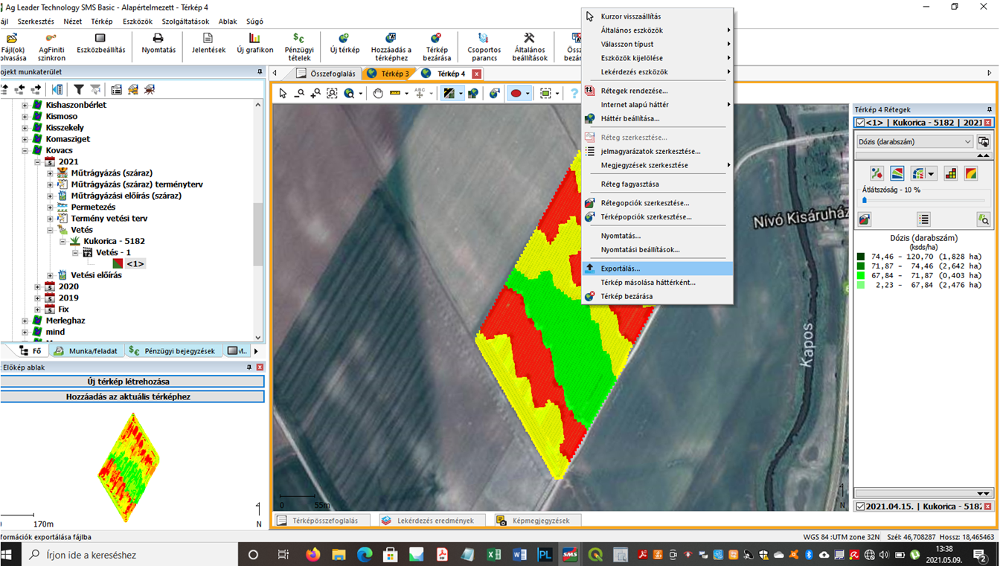 Ag Leader Technology SMS Basic - Alapértelmezett - Térkép 4
ájl Szerkesztés Nézet Térkép Eszközök Szolgáltatások Ablak Súgó
Fájl(ok) olvasása
AgFiniti szinkron
Eszközbeállítás
Nyomtatás
Jelentések
Új grafikon
Pénzügyi tételek
Új térkép
Hozzáadás a térképhez
Térkép bezárása
Csoportos parancs
Általános beállítások
Öss
bezár
ojekt munkaterület
Kishaszonbérlet
Kismoso
Kisszekely
Komasziget
Kovacs
2021
Műtrágyázás (száraz)
Műtrágyázás (száraz) terményterv
Műtrágyázási előírás (száraz)
Permetezés
Termény vetési terv
Vetés
Kukorica - 5182
Vetés - 1
<1>
Vetési előírás
2020
2019
Fix
Merleghaz
mind
Fő Munka/feladat Pénzügyi bejegyzések
Előkép ablak
Új térkép létrehozása
Hozzáadás az aktuális térképhez
170m
N
Összefoglalás Térkép 3 Térkép 4
ABC
Kurzor visszaállítás
Általános eszközök
Válasszon típust
Eszközök kijelölése
Lekérdezés eszközök
Rétegek rendezése...
Internet alapú háttér
Háttér beállítása...
Réteg szerkesztése...
jelmagyarázatok szerkesztése...
Megjegyzések szerkesztése
Réteg fagyasztása
Rétegopciók szerkesztése...
Térképopciók szerkesztése...
Nyomtatás...
Nyomtatási beállítások...
Exportálás...
Térkép másolása háttérként...
Térkép bezárása
Nívó Kisáruház
Kapos
0 55m
N
Térképösszefoglalás Lekérdezés eredmények Képmegjegyzések
Térkép 4 Rétegek
<1> | Kukorica - 5182 | 2021
Dózis (darabszám)
Átlátszóság - 10 %
Dózis (darabszám)
(ksds/ha)
74,46 - 120,70 (1,828 ha)
71,87 - 74,46 (2,642 ha)
67,84 - 71,87 (0,403 ha)
2,23 - 67,84 (2,476 ha)
2021.04.15. | Kukorica - 5182
formációk exportálása fájlba
WGS 84 :UTM zone 32N Szél: 46,708287 Hossz: 18,465463
Írjon ide a kereséshez
13:38
2021.05.09.
2